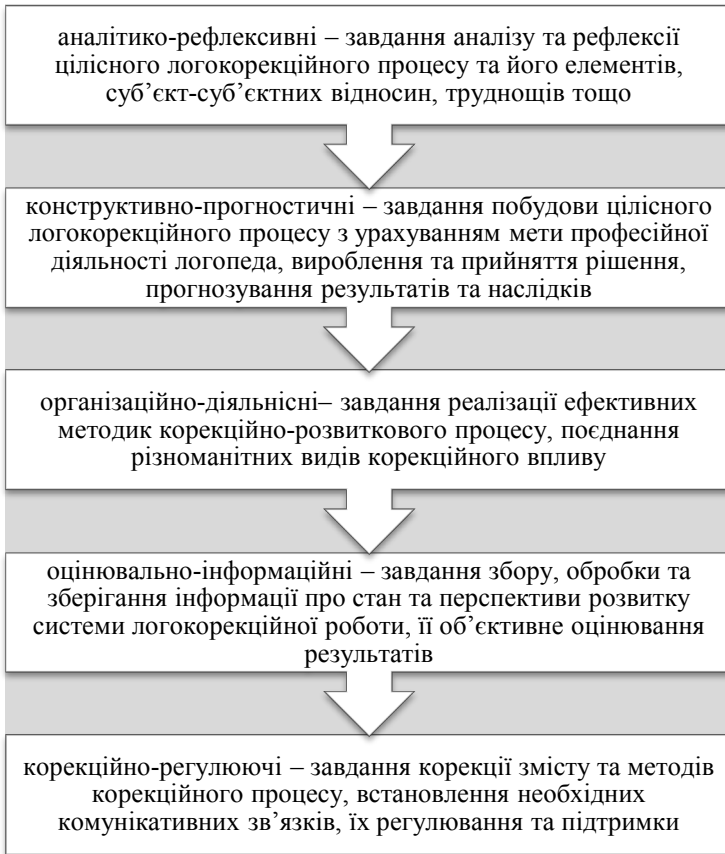 аналітико-рефлексивні – завдання аналізу та рефлексії
цілісного логокорекційного процесу та його елементів,
суб’єкт-суб’єктних відносин, труднощів тощо
конструктивно-прогностичні – завдання побудови цілісного
логокорекційного процесу з урахуванням мети професійної
діяльності логопеда, вироблення та прийняття рішення,
прогнозування результатів та наслідків
організаційно-діяльнісні– завдання реалізації ефективних
методик корекційно-розвиткового процесу, поєднання
різноманітних видів корекційного впливу
оцінювально-інформаційні – завдання збору, обробки та
зберігання інформації про стан та перспективи розвитку
системи логокорекційної роботи, її об’єктивне оцінювання
результатів
корекційно-регулюючі – завдання корекції змісту та методів
корекційного процесу, встановлення необхідних
комунікативних зв’язків, їх регулювання та підтримки